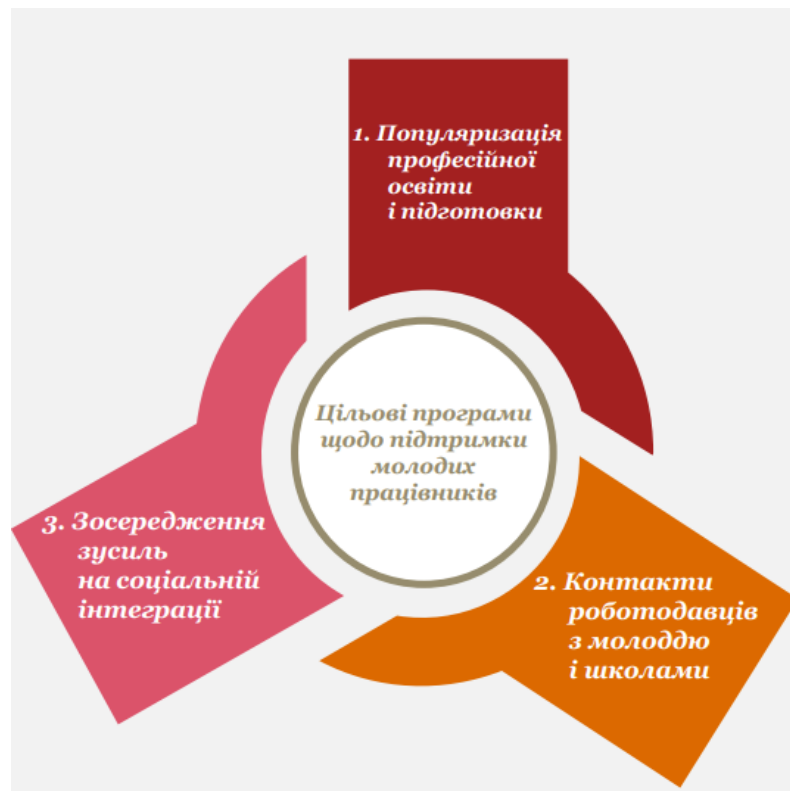 1. Популяризація
професійної
освіти
і підготовки
Цільові програми
щодо підтримки
молодих
працівників
2. Контакти
роботодавців
з молоддю
і школами
3. Зосередження
зусиль
на соціальній
інтеграції